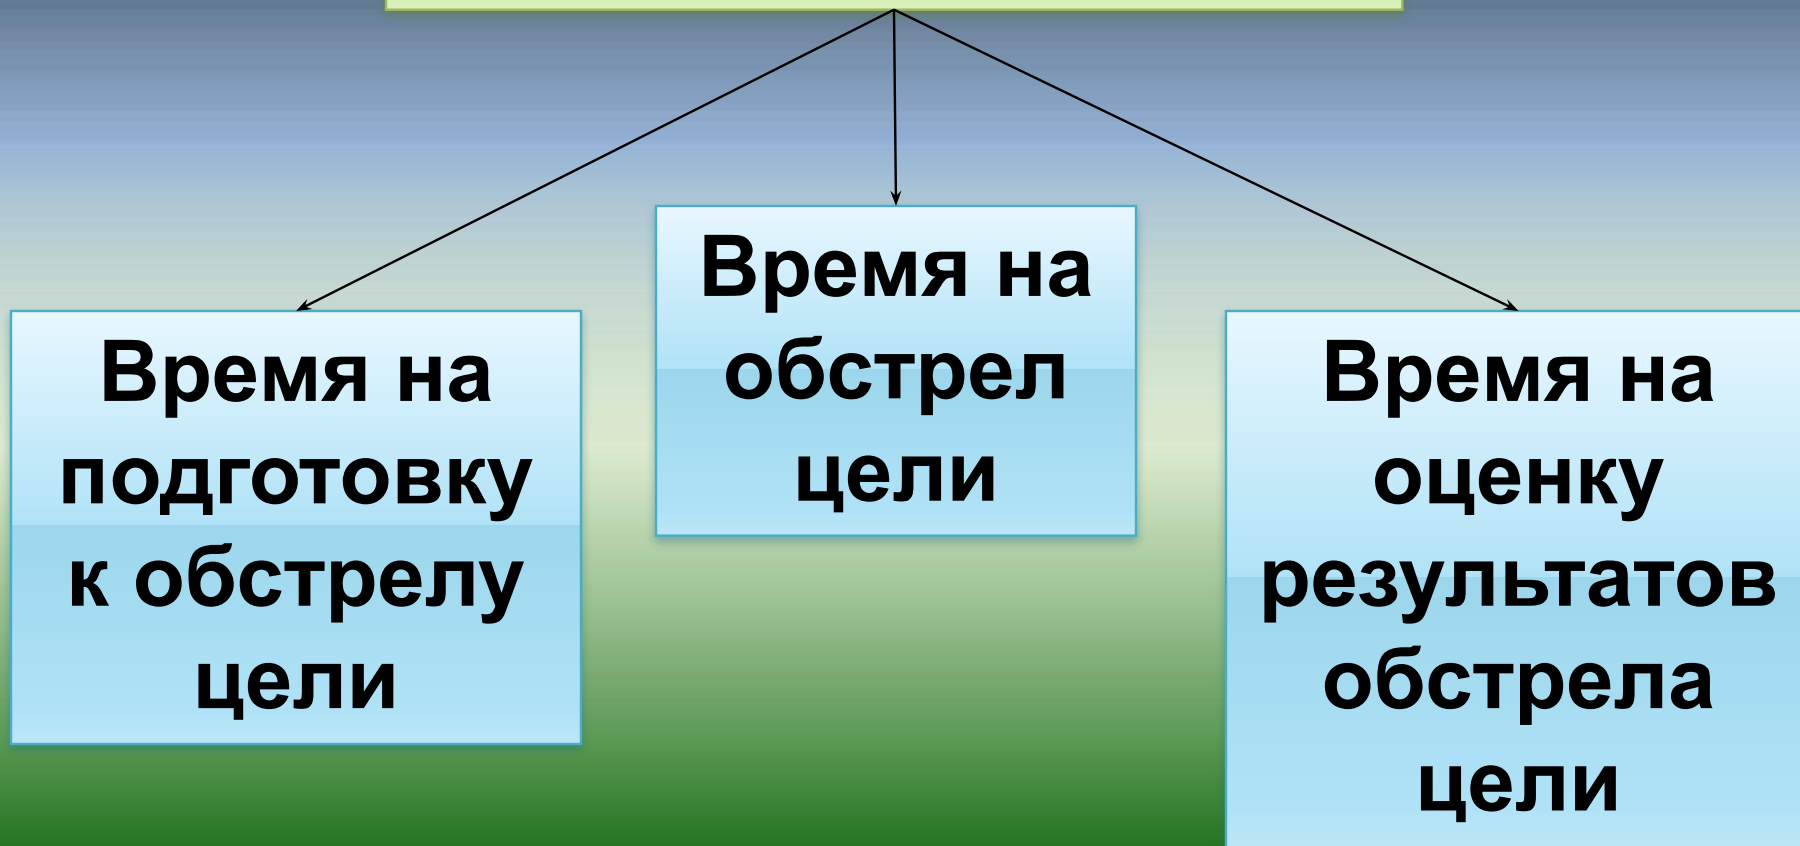 Время на
подготовку
к обстрелу
цели
Время на
обстрел
цели
Время на
оценку
результатов
обстрела
цели